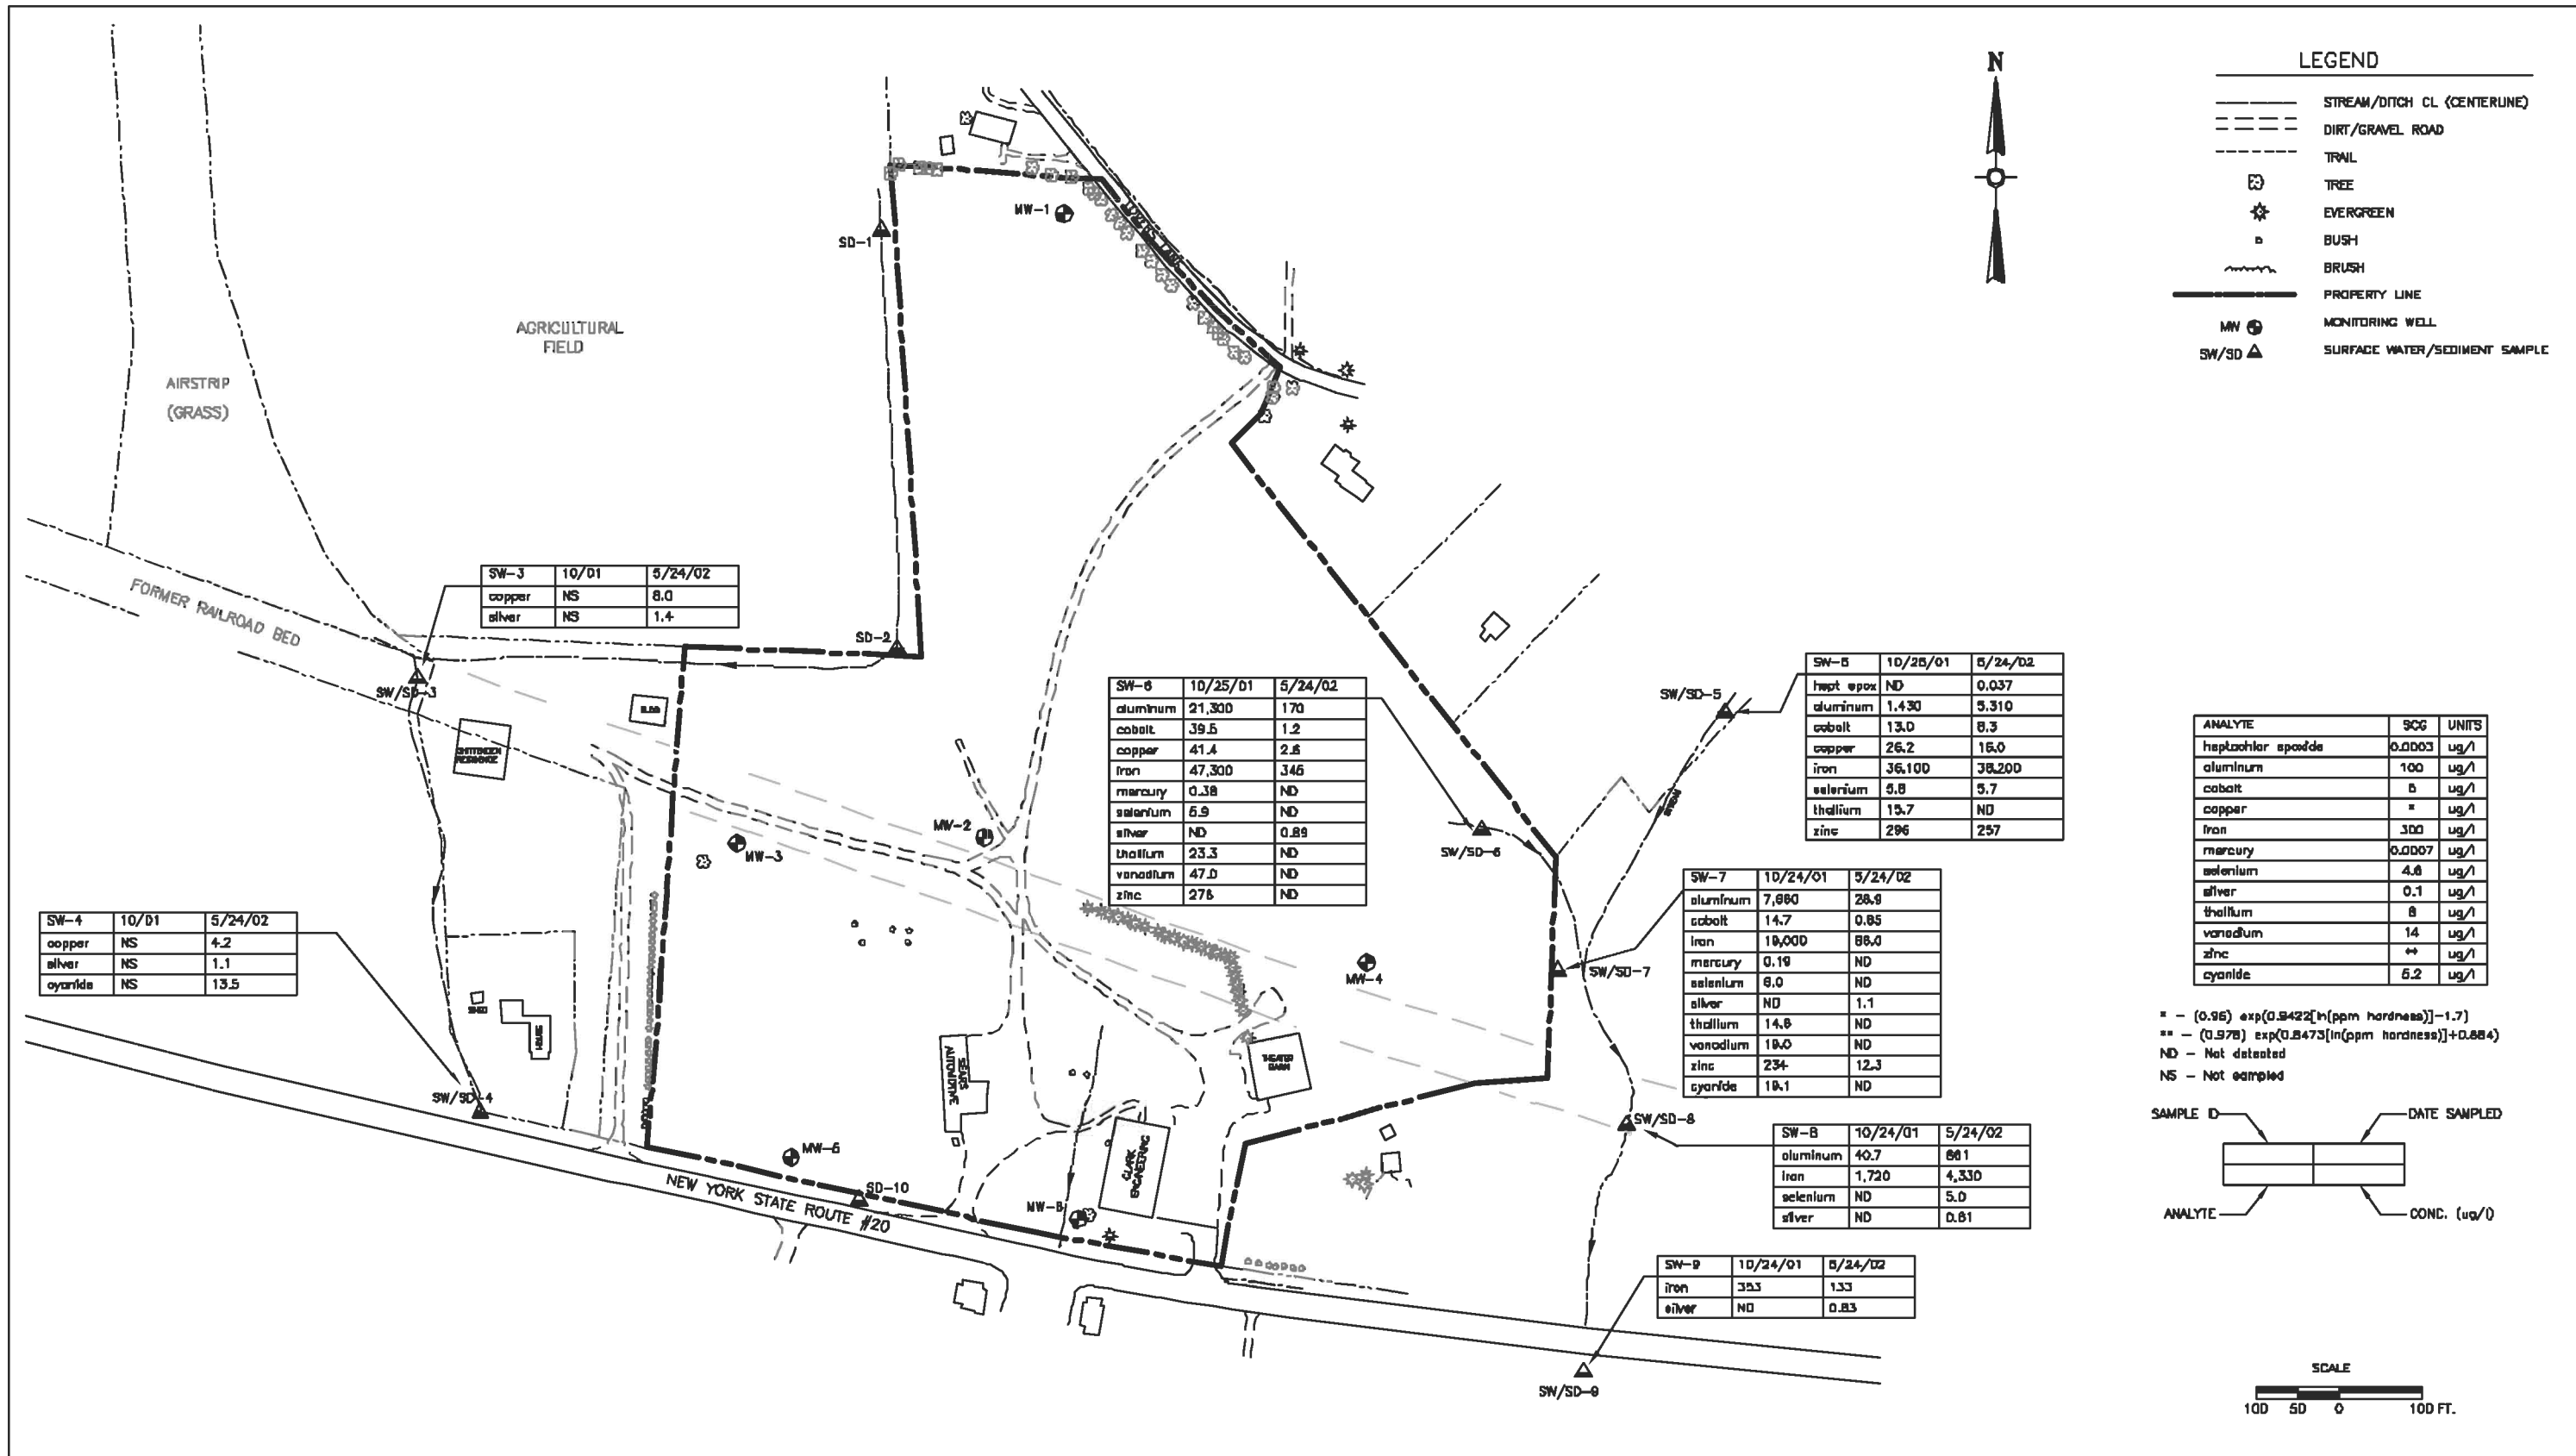 N
LEGEND
STREAM/DITCH CL (CENTERLINE)
DIRT/GRAVEL ROAD
TRAIL
TREE
EVERGREEN
BUSH
BRUSH
PROPERTY LINE
MW MONITORING WELL
SW/SD SURFACE WATER/SEDIMENT SAMPLE
MW-1
SD-1
AGRICULTURAL
FIELD
AIRSTRIP
(GRASS)
FORMER RAILROAD BED
SW-3 10/01 5/24/02
copper NS 8.0
silver NS 1.4
SD-2
SW/SD-3
BLDG
CHITTENDEN
RESIDENCE
SW-6 10/25/01 5/24/02
aluminum 21,300 170
cobalt 39.5 1.2
copper 41.4 2.6
iron 47,300 346
mercury 0.38 ND
selenium 6.9 ND
silver ND 0.89
thallium 23.3 ND
vanadium 47.0 ND
zinc 276 ND
SW/SD-5
SW-5 10/25/01 5/24/02
hept epox ND 0.037
aluminum 1.430 5.310
cobalt 13.0 8.3
copper 26.2 16.0
iron 36.100 38.200
selenium 5.8 5.7
thallium 15.7 ND
zinc 296 257
ANALYTE SCG UNITS
heptachlor epoxide 0.0003 ug/l
aluminum 100 ug/l
cobalt 5 ug/l
copper * ug/l
iron 300 ug/l
mercury 0.0007 ug/l
selenium 4.6 ug/l
silver 0.1 ug/l
thallium 8 ug/l
vanadium 14 ug/l
zinc ** ug/l
cyanide 5.2 ug/l
MW-2
MW-3
SW/SD-6
SW-7 10/24/01 5/24/02
aluminum 7,660 28.9
cobalt 14.7 0.85
iron 19,000 86.0
mercury 0.19 ND
selenium 6.0 ND
silver ND 1.1
thallium 14.8 ND
vanadium 19.0 ND
zinc 234 12.3
cyanide 19.1 ND
SW-4 10/01 5/24/02
copper NS 4.2
silver NS 1.1
cyanide NS 13.5
MW-4
SW/SD-7
SHED
SEARS
AUTOMOTIVE
THEATER
BARN
* - (0.96) exp(0.9422[ln(ppm hardness)]-1.7)
** - (0.978) exp(0.8473[ln(ppm hardness)]+0.884)
ND - Not detected
NS - Not sampled
SW/SD-4
SW/SD-8
SAMPLE ID DATE SAMPLED
ANALYTE CONC. (ug/l)
SW-8 10/24/01 5/24/02
aluminum 40.7 661
iron 1,720 4,330
selenium ND 5.0
silver ND 0.61
MW-5
CLARK
ENGINEERING
SD-10
MW-6
NEW YORK STATE ROUTE #20
SW-9 10/24/01 5/24/02
iron 353 133
silver ND 0.83
SW/SD-9
SCALE
100 50 0 100 FT.